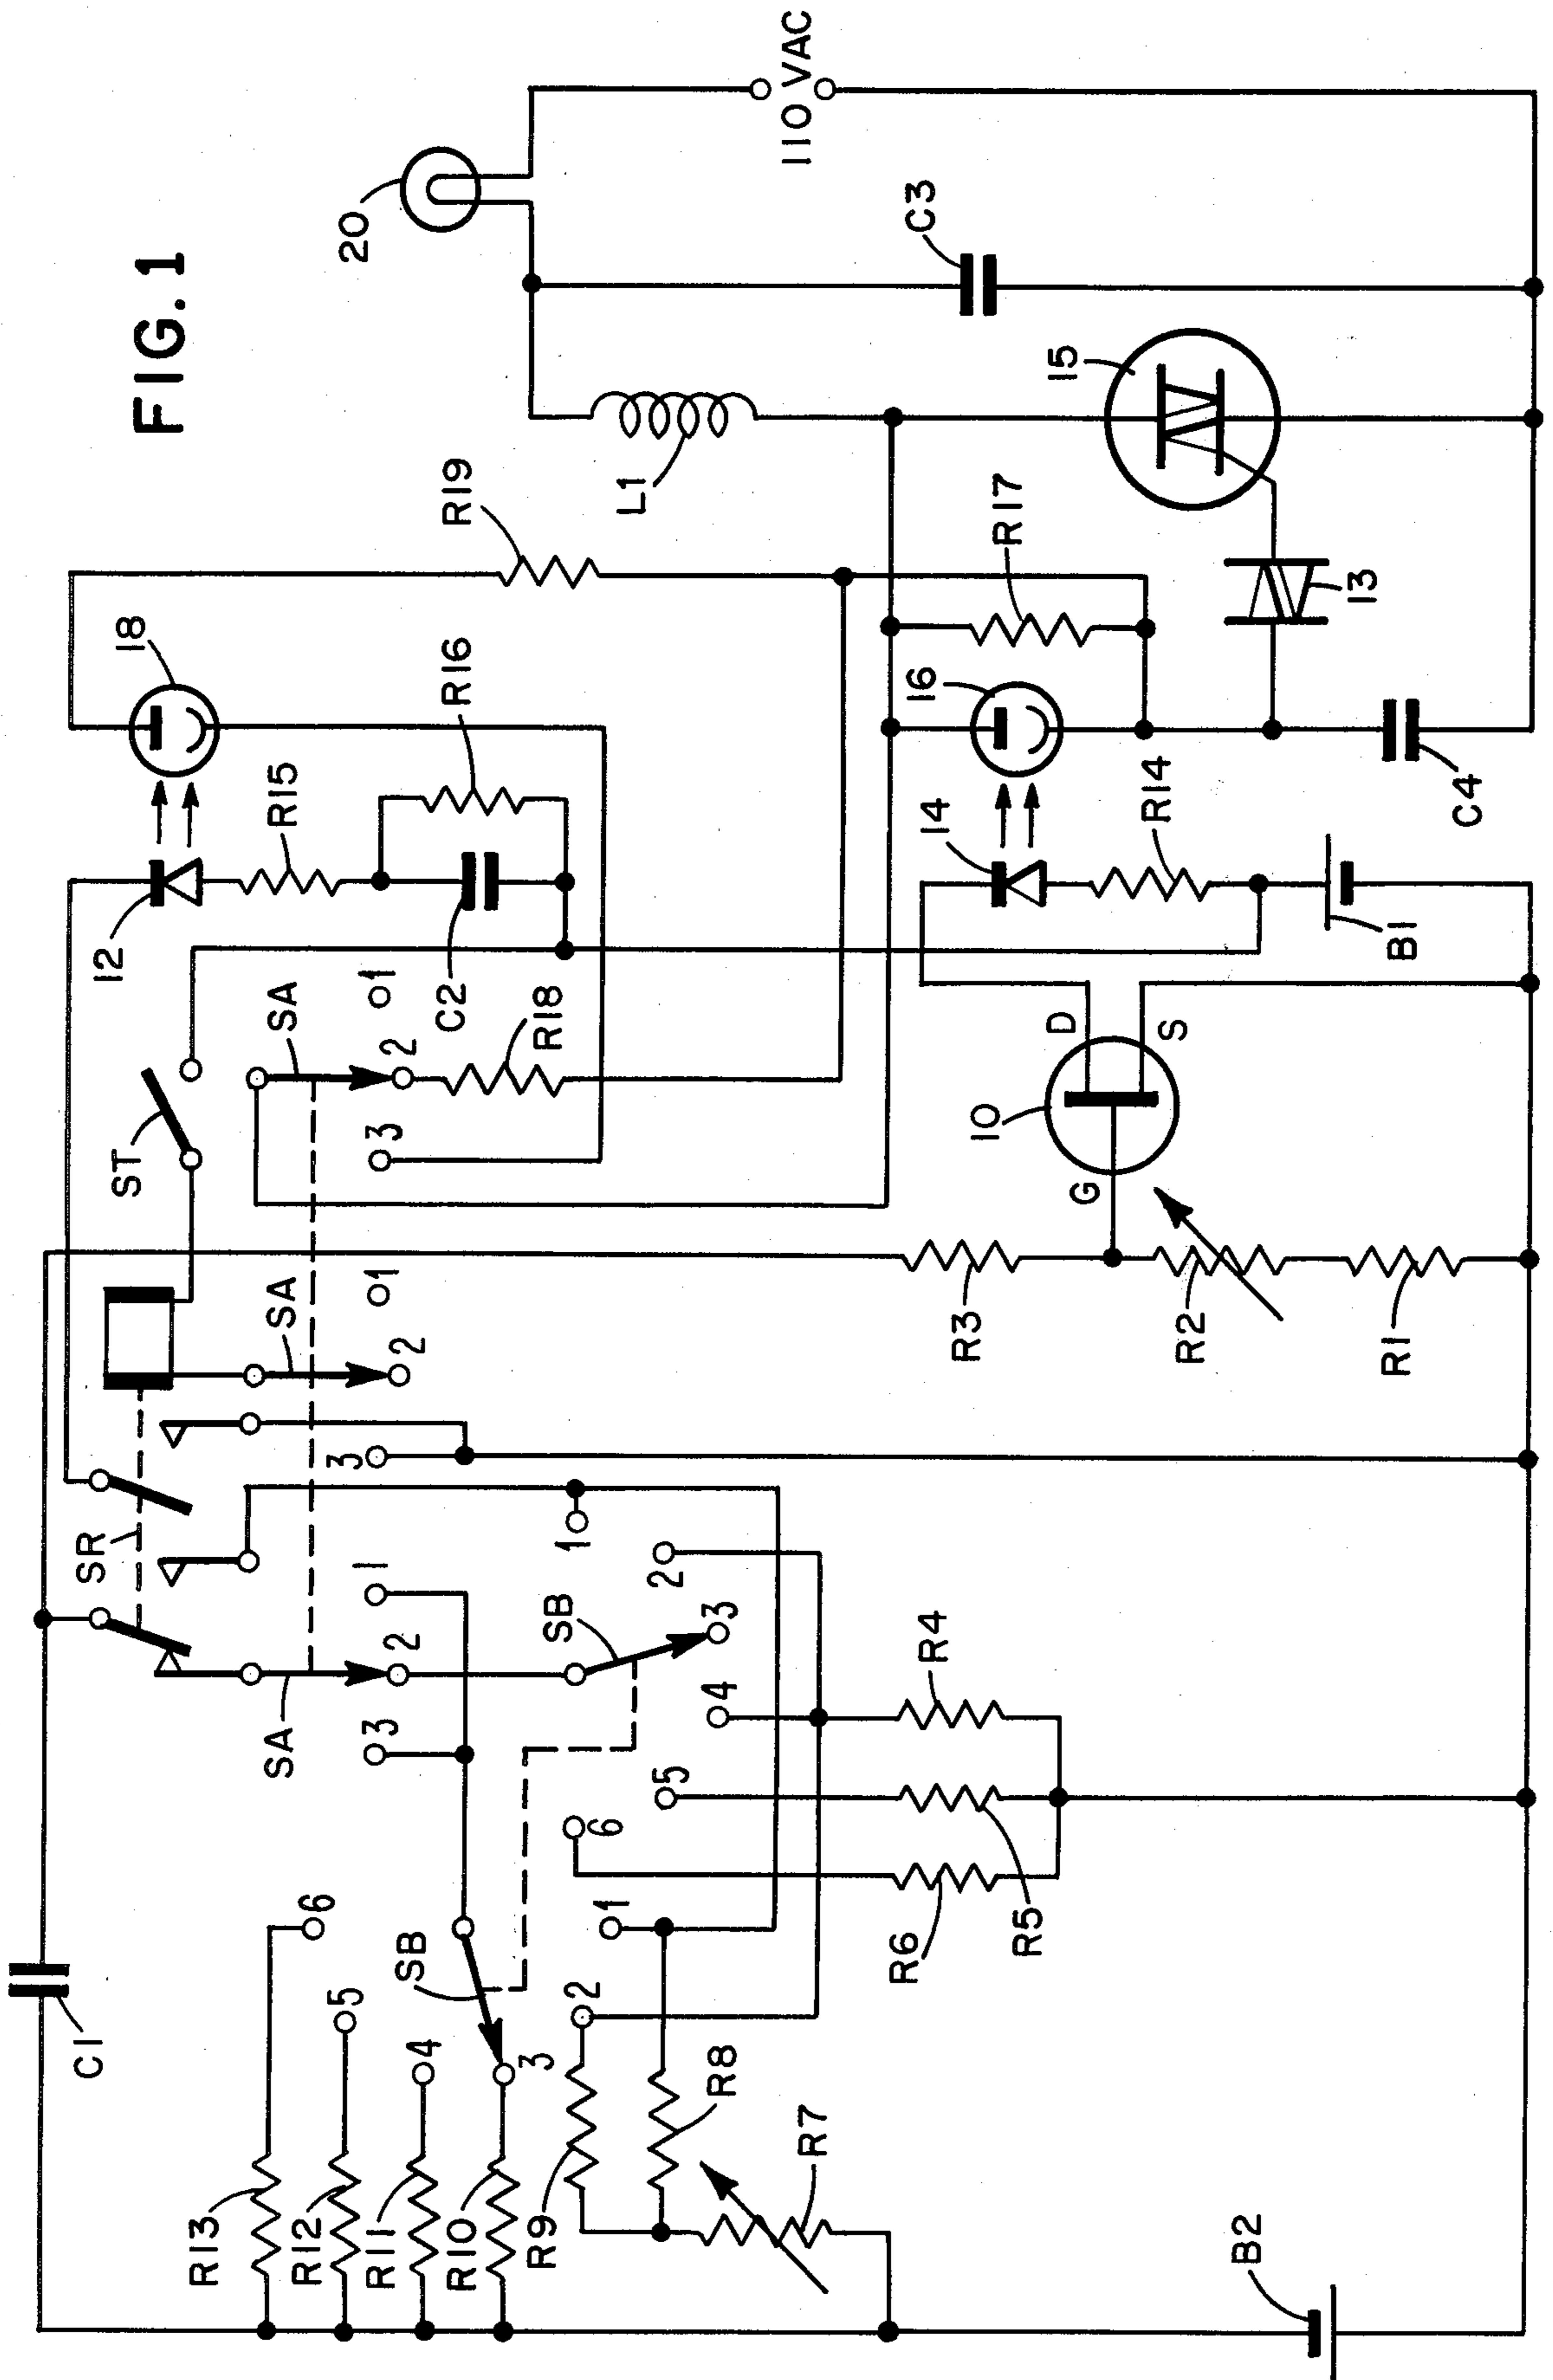 FIG. 1
C1
SR
ST
12
18
R19
20
110 VAC
R13
R12
R11
R10
R9
R8
R7
B2
6
5
4
3
2
1
SB
SA
3
2
1
SB
1
2
3
4
5
6
R6
R5
R4
SA
3
2
1
SA
3
2
1
R18
C2
R15
R16
L1
C3
R3
R2
R1
G
D
S
10
14
16
R14
R17
B1
C4
13
15